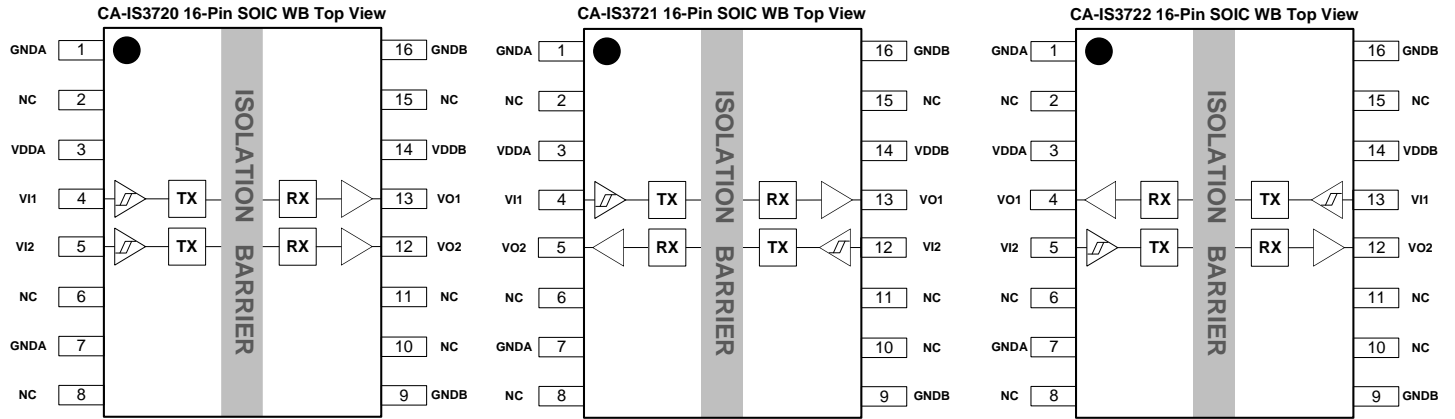 CA-IS3720 16-Pin SOIC WB Top View
GNDA 1 16 GNDB
NC 2 15 NC
VDDA 3 14 VDDB
VI1 4 TX RX 13 VO1
VI2 5 TX RX 12 VO2
NC 6 11 NC
GNDA 7 10 NC
NC 8 9 GNDB
ISOLATION BARRIER
CA-IS3721 16-Pin SOIC WB Top View
GNDA 1 16 GNDB
NC 2 15 NC
VDDA 3 14 VDDB
VI1 4 TX RX 13 VO1
VO2 5 RX TX 12 VI2
NC 6 11 NC
GNDA 7 10 NC
NC 8 9 GNDB
ISOLATION BARRIER
CA-IS3722 16-Pin SOIC WB Top View
GNDA 1 16 GNDB
NC 2 15 NC
VDDA 3 14 VDDB
VO1 4 RX TX 13 VI1
VI2 5 TX RX 12 VO2
NC 6 11 NC
GNDA 7 10 NC
NC 8 9 GNDB
ISOLATION BARRIER